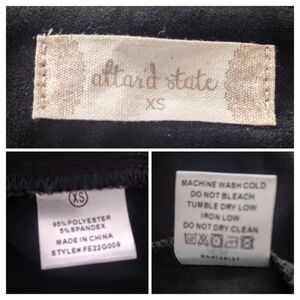 altar'd state
XS
XS
95% POLYESTER
5% SPANDEX
MADE IN CHINA
STYLE# FE22G009
MACHINE WASH COLD
DO NOT BLEACH
TUMBLE DRY LOW
IRON LOW
DO NOT DRY CLEAN